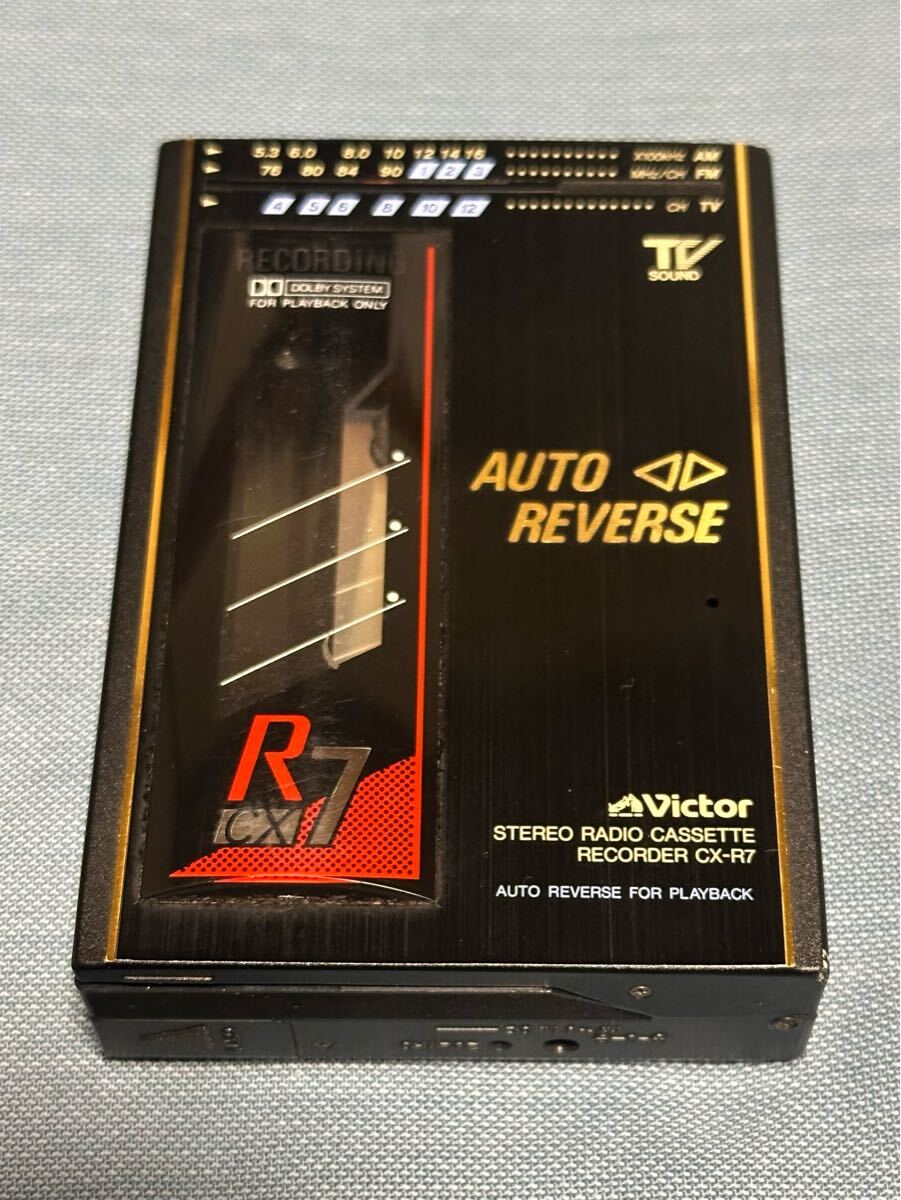 5.3 6.0 8.0 10 12 14 16 X100kHz AM
76 80 84 90 1 2 3 MHz/CH FM
4 5 6 8 10 12 CH TV
TV
SOUND
RECORDING
DOLBY SYSTEM
FOR PLAYBACK ONLY
AUTO
REVERSE
R7
CX
Victor
STEREO RADIO CASSETTE
RECORDER CX-R7
AUTO REVERSE FOR PLAYBACK